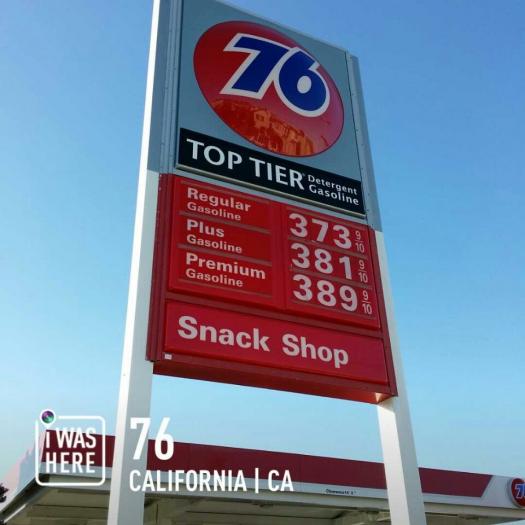 76
TOP TIER Detergent Gasoline
Regular Gasoline 373 9/10
Plus Gasoline 381 9/10
Premium Gasoline 389 9/10
Snack Shop
I WAS HERE
76
CALIFORNIA | CA
76